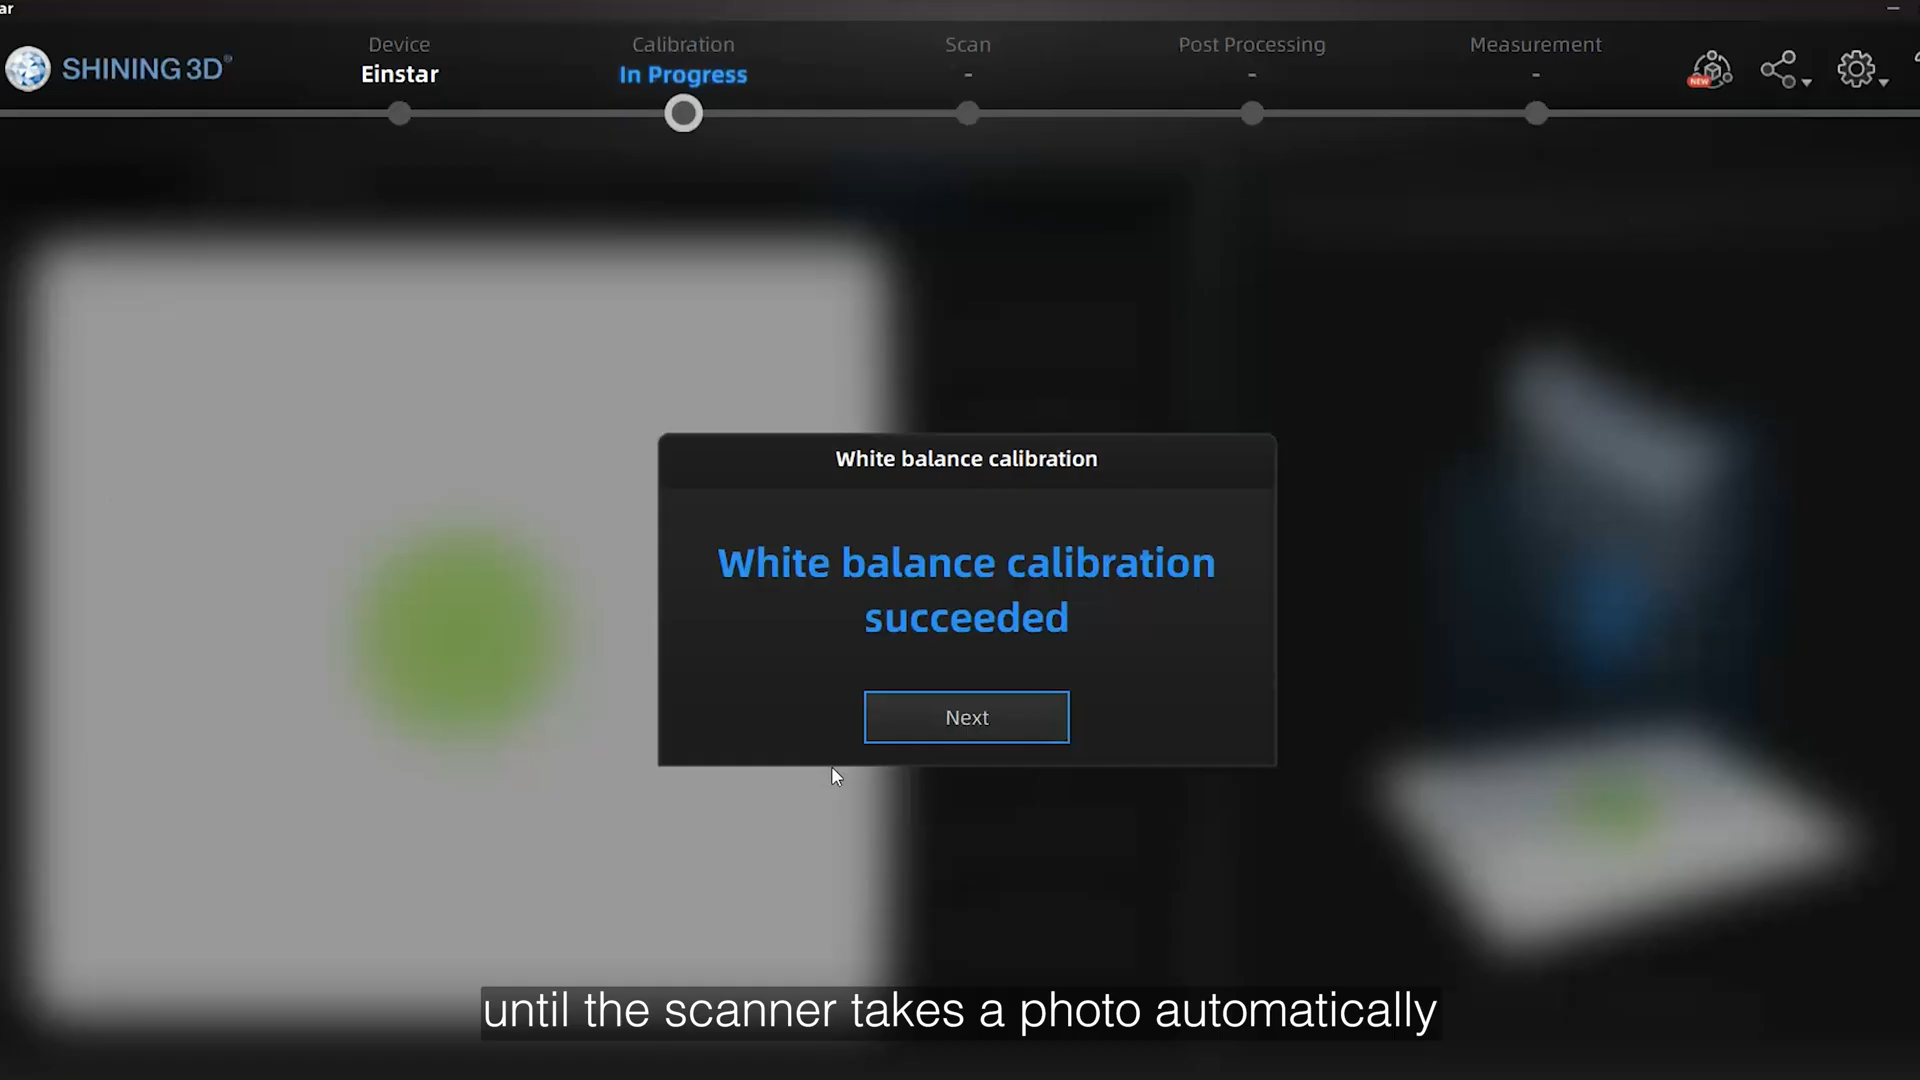 ar
SHINING 3D®
Device
Einstar
Calibration
In Progress
Scan
-
Post Processing
-
Measurement
-
NEW
White balance calibration
White balance calibration
succeeded
Next
until the scanner takes a photo automatically